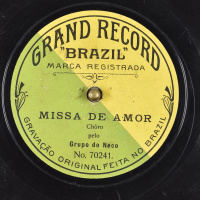 GRAND RECORD
"BRAZIL"
MARCA REGISTRADA
MISSA DE AMOR
Chôro
pelo
Grupo do Neco
No. 70241.
GRAVAÇÃO ORIGINAL FEITA NO BRAZIL